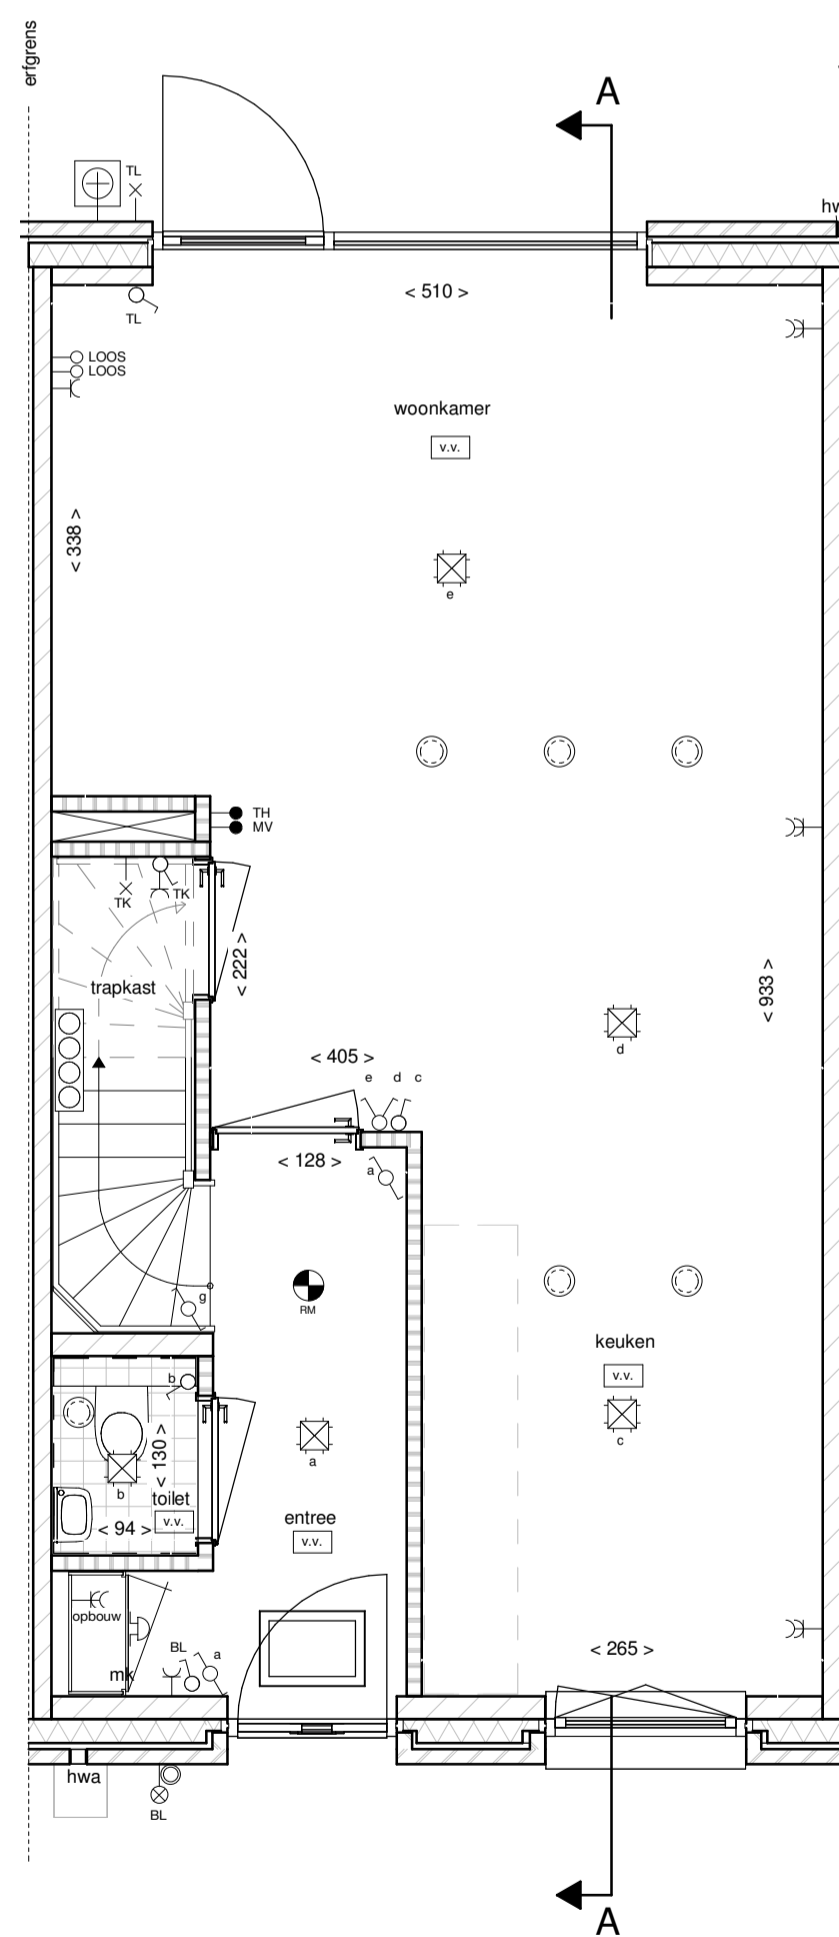 erfgrens
A
TL
hw
< 510 >
TL
LOOS
LOOS
woonkamer
v.v.
< 338 >
e
TH
MV
TK
TK
< 222 >
trapkast
< 933 >
d
< 405 >
e d c
< 128 >
a
g
RM
keuken
v.v.
c
b
< 130 >
b
toilet
v.v.
< 94 >
a
entree
v.v.
opbouw
mk
BL
a
< 265 >
hwa
BL
A